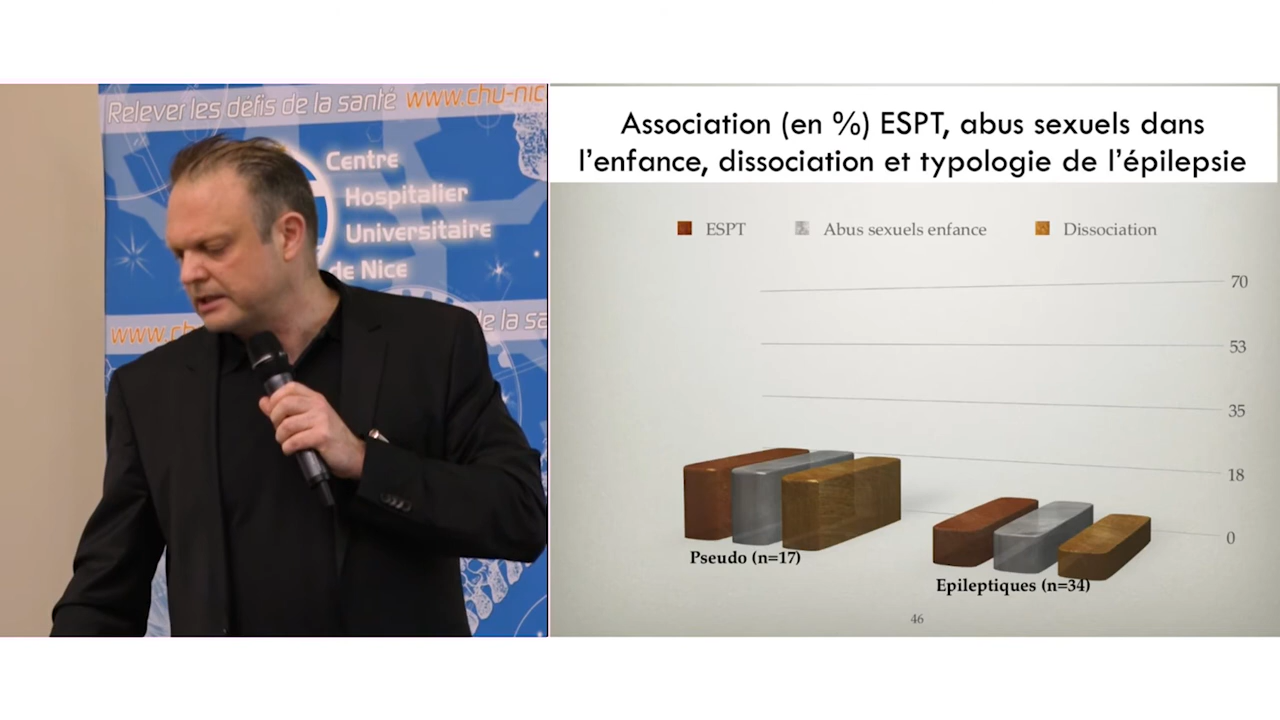 Relever les défis de la santé www.chu-nic
Centre
Hospitalier
Universitaire
de Nice
www.c
de la sa
Association (en %) ESPT, abus sexuels dans
l’enfance, dissociation et typologie de l’épilepsie
ESPT
Abus sexuels enfance
Dissociation
70
53
35
18
0
Pseudo (n=17)
Epileptiques (n=34)
46